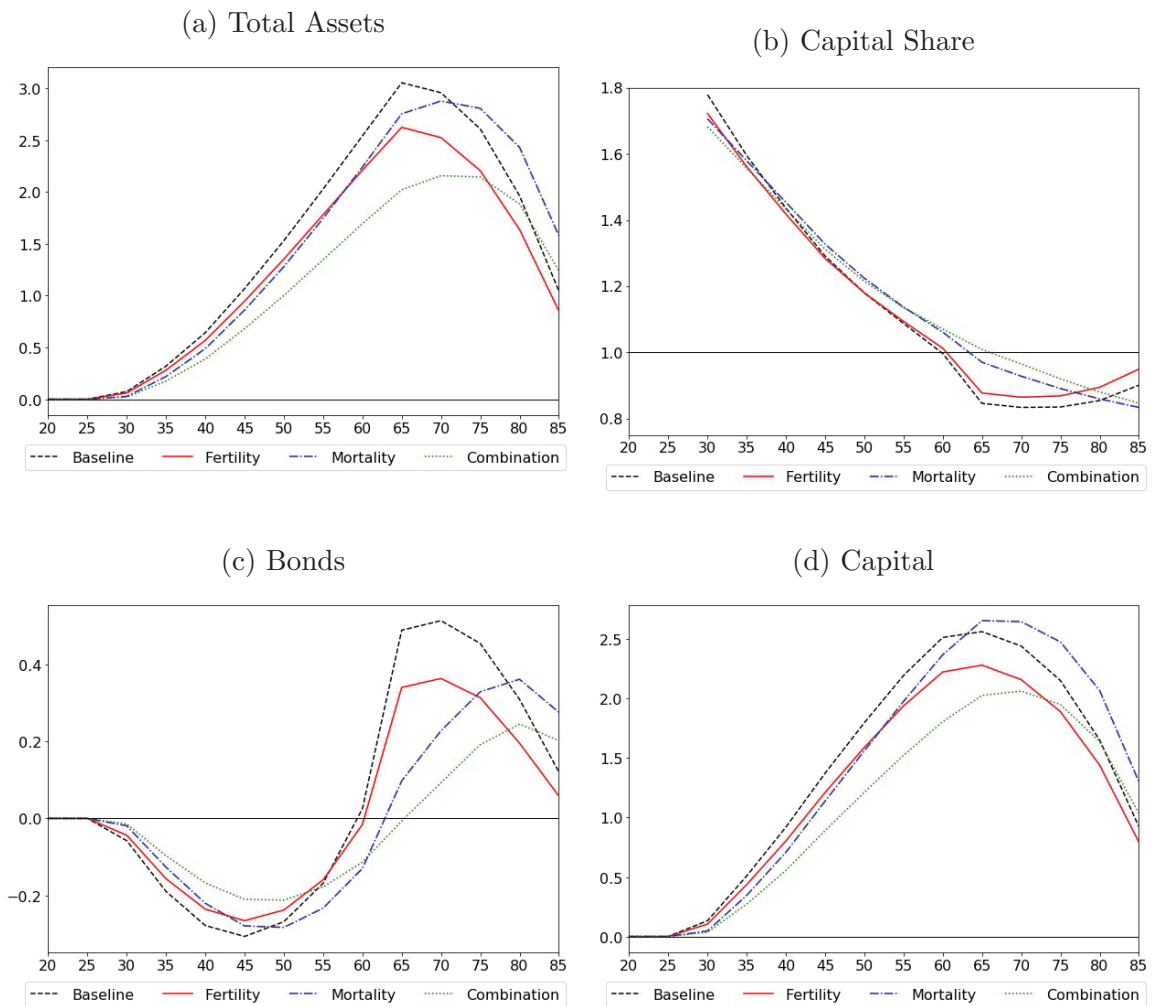 (a) Total Assets
3.0
2.5
2.0
1.5
1.0
0.5
0.0
20 25 30 35 40 45 50 55 60 65 70 75 80 85
Baseline Fertility Mortality Combination
(b) Capital Share
1.8
1.6
1.4
1.2
1.0
0.8
20 25 30 35 40 45 50 55 60 65 70 75 80 85
Baseline Fertility Mortality Combination
(c) Bonds
0.4
0.2
0.0
−0.2
20 25 30 35 40 45 50 55 60 65 70 75 80 85
Baseline Fertility Mortality Combination
(d) Capital
2.5
2.0
1.5
1.0
0.5
0.0
20 25 30 35 40 45 50 55 60 65 70 75 80 85
Baseline Fertility Mortality Combination